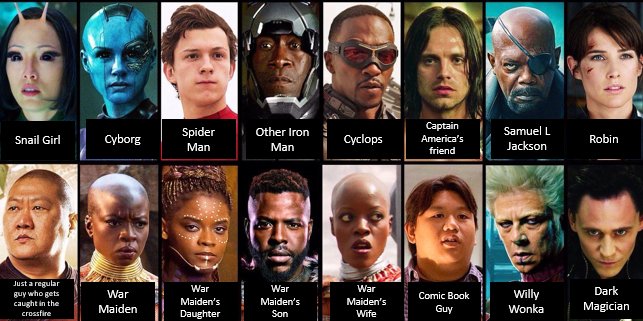 Snail Girl
Cyborg
Spider
Man
Other Iron
Man
Cyclops
Captain
America's
friend
Samuel L
Jackson
Robin
Just a regular
guy who gets
caught in the
crossfire
War
Maiden
War
Maiden's
Daughter
War
Maiden's
Son
War
Maiden's
Wife
Comic Book
Guy
Willy
Wonka
Dark
Magician